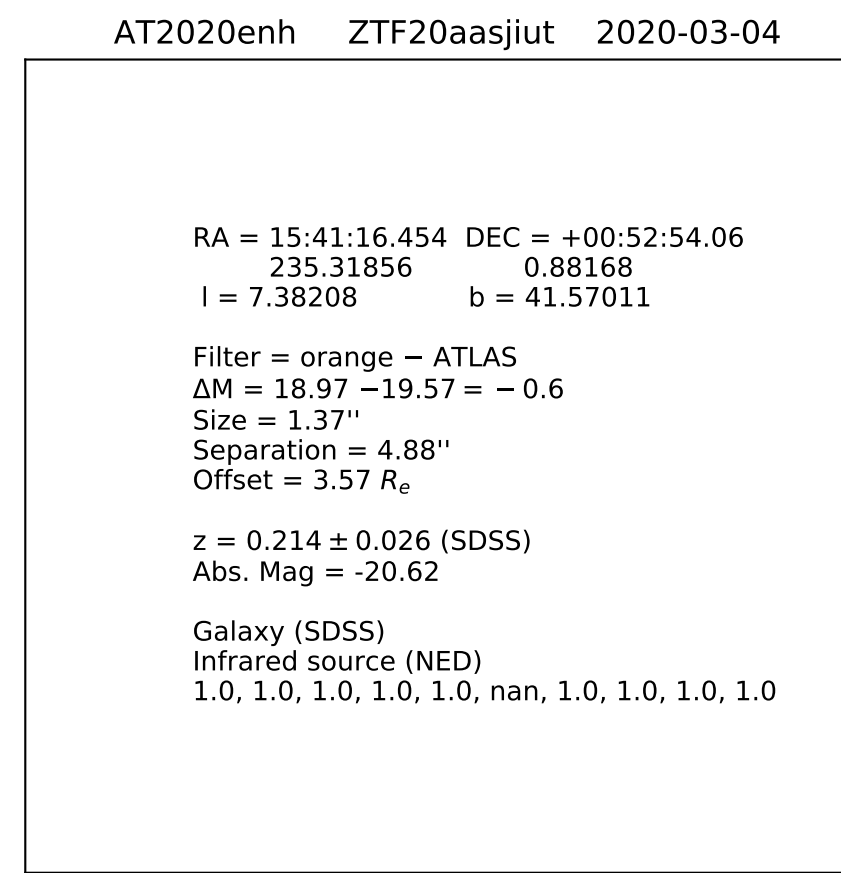 AT2020enh ZTF20aasjiut 2020-03-04
RA = 15:41:16.454 DEC = +00:52:54.06
235.31856 0.88168
l = 7.38208 b = 41.57011
Filter = orange − ATLAS
ΔM = 18.97 −19.57 = − 0.6
Size = 1.37''
Separation = 4.88''
Offset = 3.57 Rₑ
z = 0.214 ± 0.026 (SDSS)
Abs. Mag = -20.62
Galaxy (SDSS)
Infrared source (NED)
1.0, 1.0, 1.0, 1.0, 1.0, nan, 1.0, 1.0, 1.0, 1.0